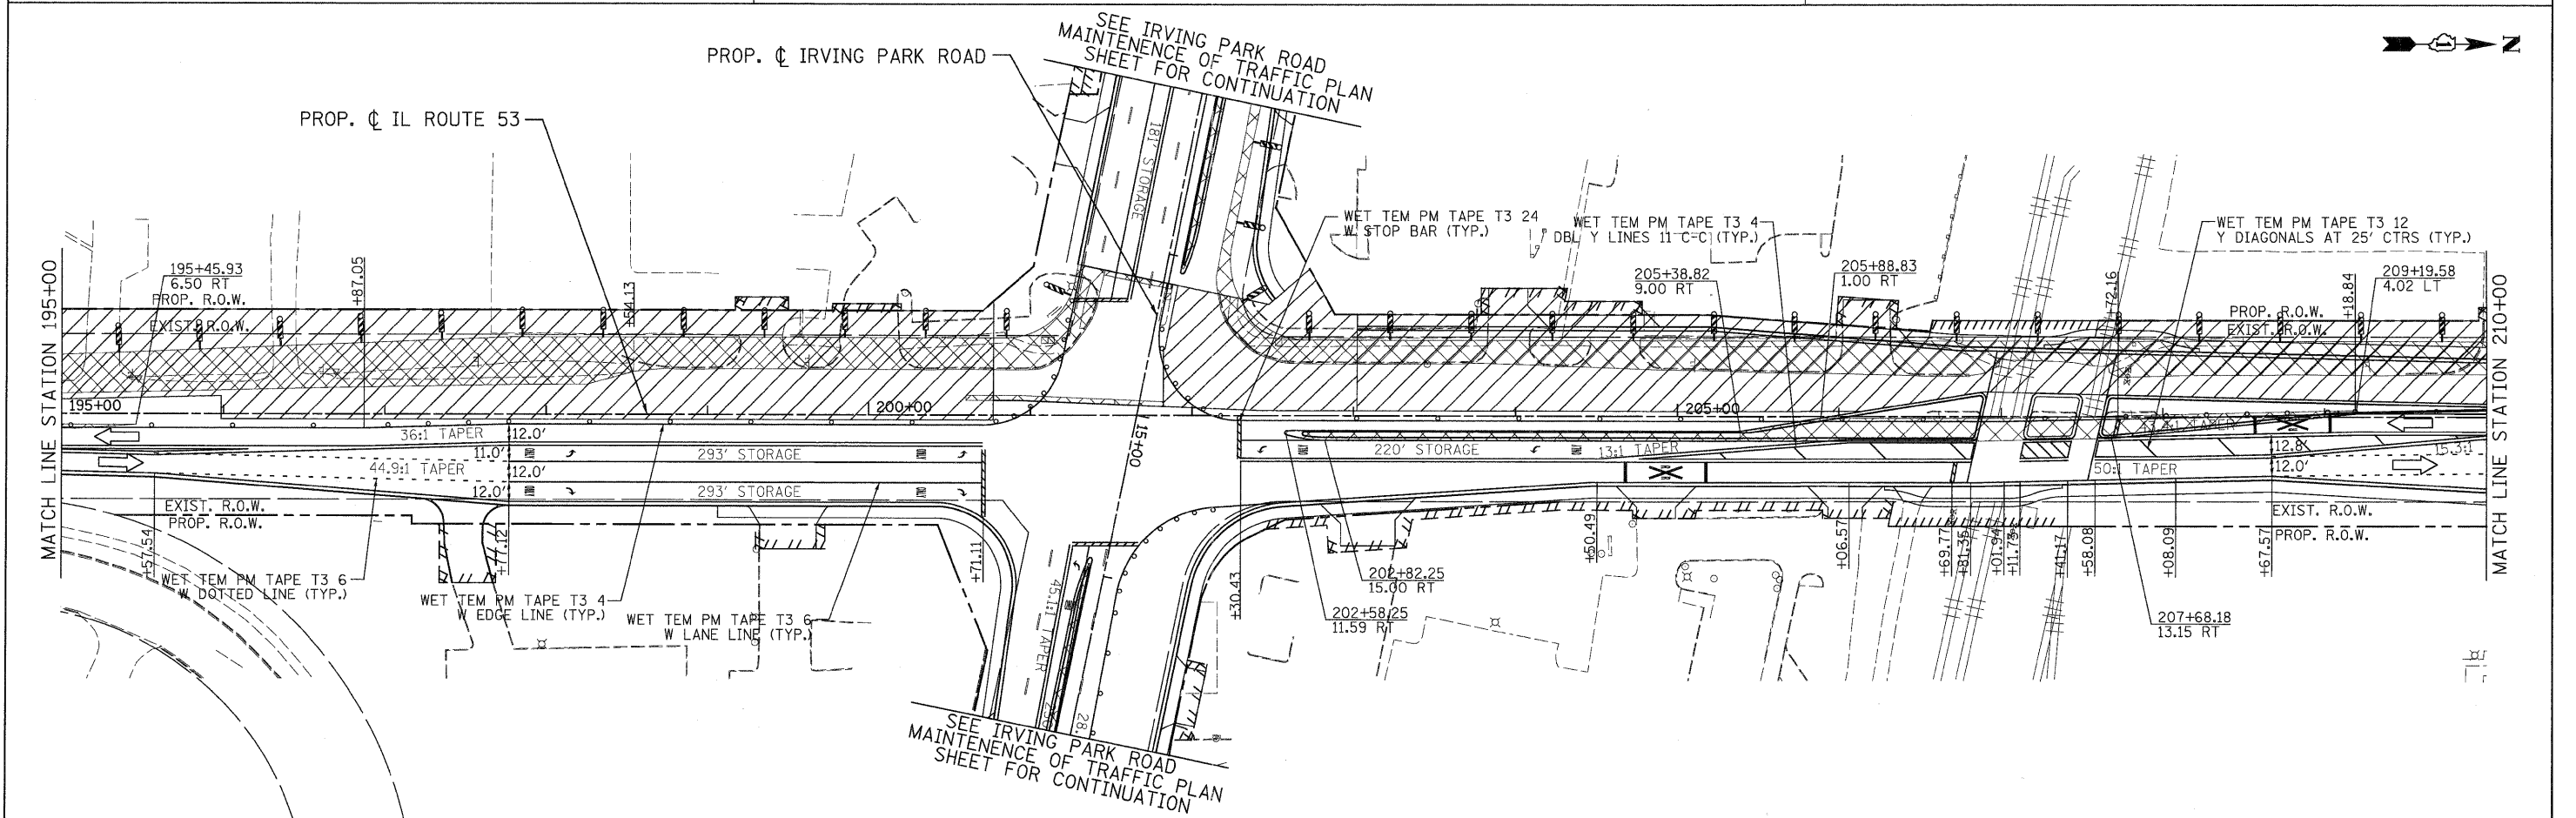 SEE IRVING PARK ROAD
MAINTENENCE OF TRAFFIC PLAN
SHEET FOR CONTINUATION
N
PROP. ℄ IRVING PARK ROAD
PROP. ℄ IL ROUTE 53
181' STORAGE
WET TEM PM TAPE T3 24
W STOP BAR (TYP.)
WET TEM PM TAPE T3 4
DBL Y LINES 11 C-C (TYP.)
WET TEM PM TAPE T3 12
Y DIAGONALS AT 25' CTRS (TYP.)
MATCH LINE STATION 195+00
195+45.93
6.50 RT
PROP. R.O.W.
EXIST. R.O.W.
+87.05
+54.13
205+38.82
9.00 RT
205+88.83
1.00 RT
+72.16
+18.84
209+19.58
4.02 LT
PROP. R.O.W.
EXIST. R.O.W.
MATCH LINE STATION 210+00
195+00
200+00
205+00
15+00
36:1 TAPER
12.0'
11.0'
293' STORAGE
44.9:1 TAPER
12.0'
12.0'
293' STORAGE
220' STORAGE
13:1 TAPER
12.8'
15.3:1
50:1 TAPER
12.0'
EXIST. R.O.W.
PROP. R.O.W.
EXIST. R.O.W.
PROP. R.O.W.
+57.54
+77.12
+71.11
+30.43
+50.49
+06.57
+69.77
+81.35
+01.94
+41.17
+58.08
+08.09
+67.57
WET TEM PM TAPE T3 6
W DOTTED LINE (TYP.)
WET TEM PM TAPE T3 4
W EDGE LINE (TYP.)
WET TEM PM TAPE T3 6
W LANE LINE (TYP.)
202+82.25
15.00 RT
202+58.25
11.59 RT
207+68.18
13.15 RT
45.1:1 TAPER
SEE IRVING PARK ROAD
MAINTENENCE OF TRAFFIC PLAN
SHEET FOR CONTINUATION